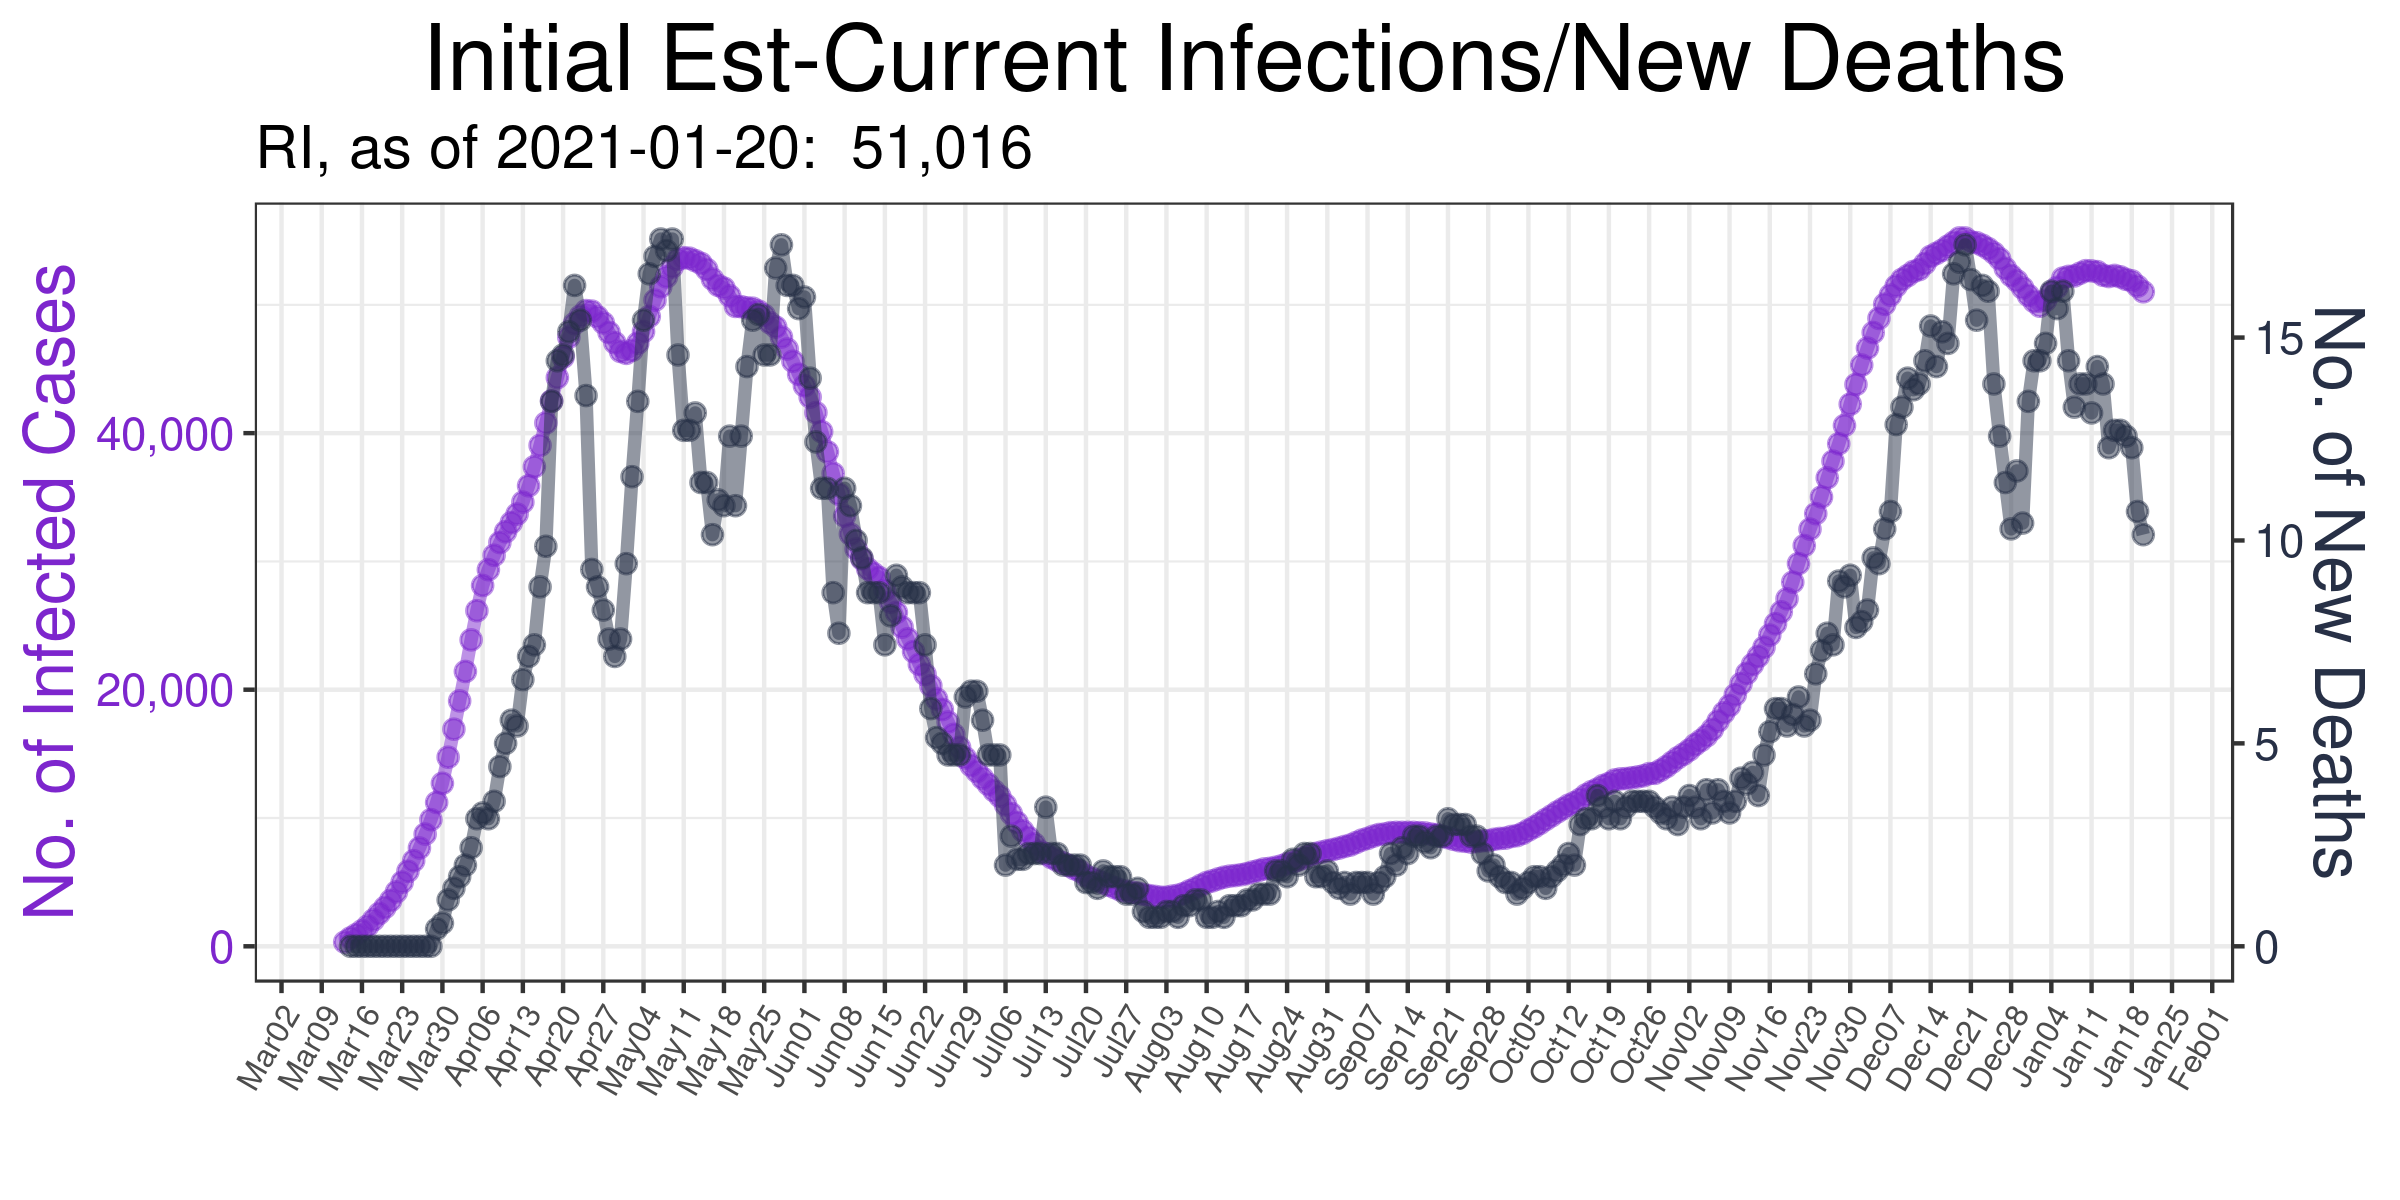 Initial Est-Current Infections/New Deaths
RI, as of 2021-01-20:  51,016
No. of Infected Cases
40,000
20,000
0
15
10
5
0
No. of New Deaths
Mar02
Mar09
Mar16
Mar23
Mar30
Apr06
Apr13
Apr20
Apr27
May04
May11
May18
May25
Jun01
Jun08
Jun15
Jun22
Jun29
Jul06
Jul13
Jul20
Jul27
Aug03
Aug10
Aug17
Aug24
Aug31
Sep07
Sep14
Sep21
Sep28
Oct05
Oct12
Oct19
Oct26
Nov02
Nov09
Nov16
Nov23
Nov30
Dec07
Dec14
Dec21
Dec28
Jan04
Jan11
Jan18
Jan25
Feb01